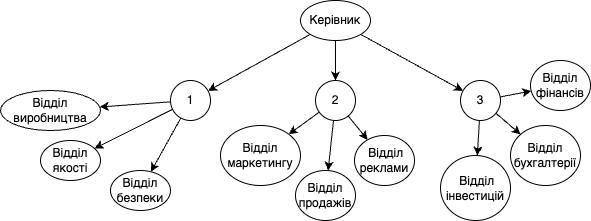 Керівник
1
2
3
Відділ
виробництва
Відділ
якості
Відділ
безпеки
Відділ
маркетингу
Відділ
продажів
Відділ
реклами
Відділ
інвестицій
Відділ
бухгалтерії
Відділ
фінансів